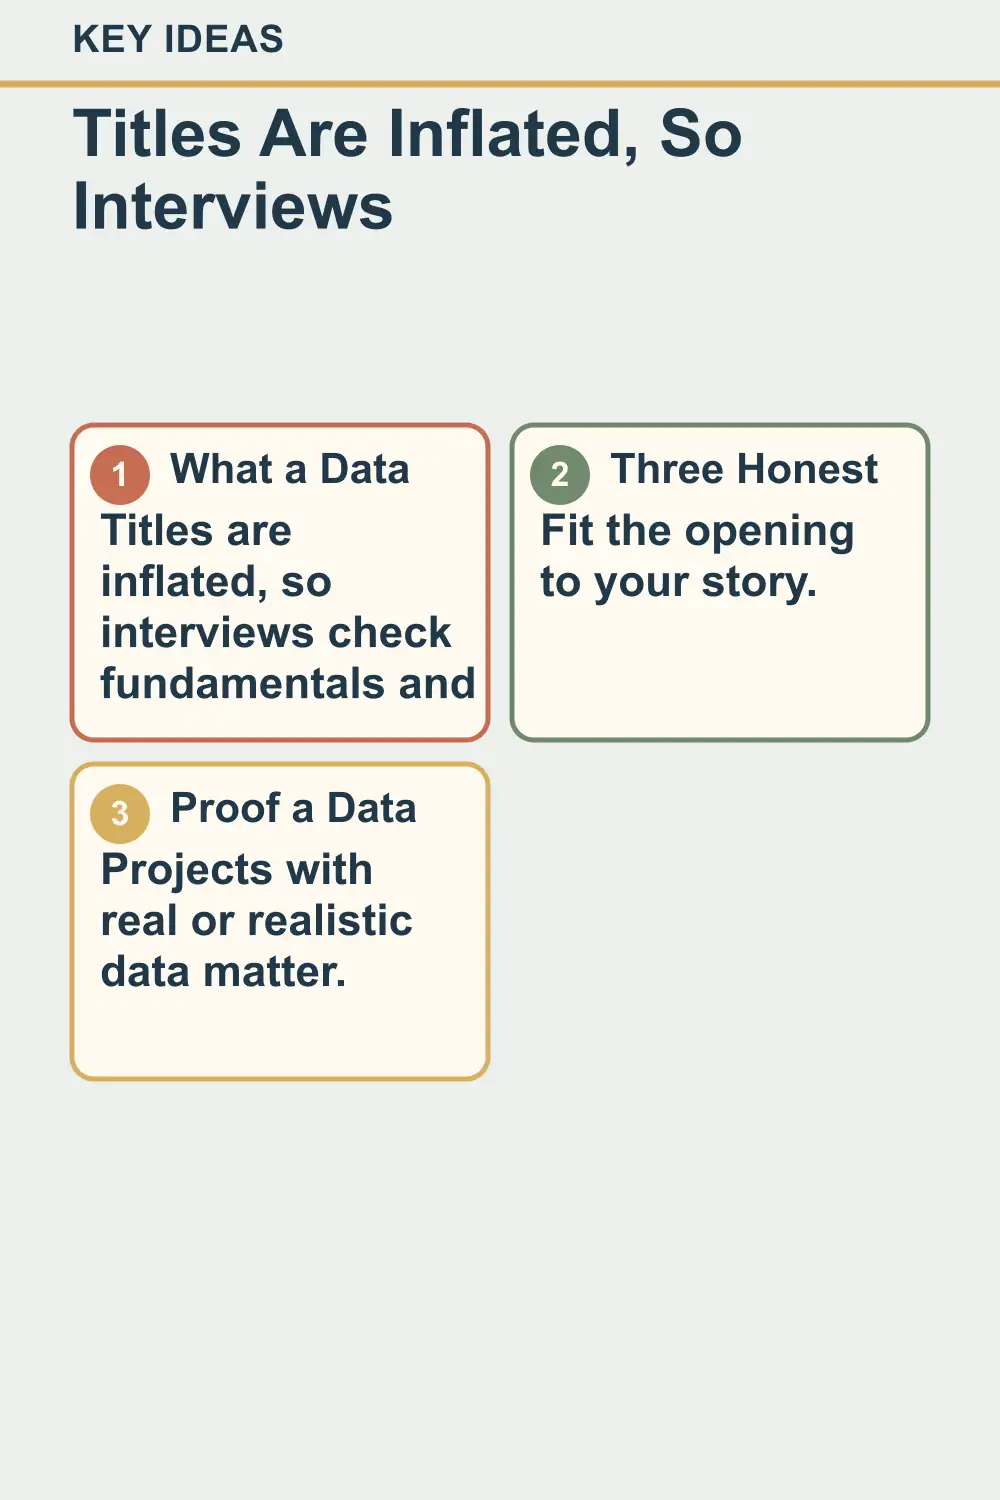 KEY IDEAS
Titles Are Inflated, So
Interviews
1
What a Data
Titles are
inflated, so
interviews check
fundamentals and
2
Three Honest
Fit the opening
to your story.
3
Proof a Data
Projects with
real or realistic
data matter.